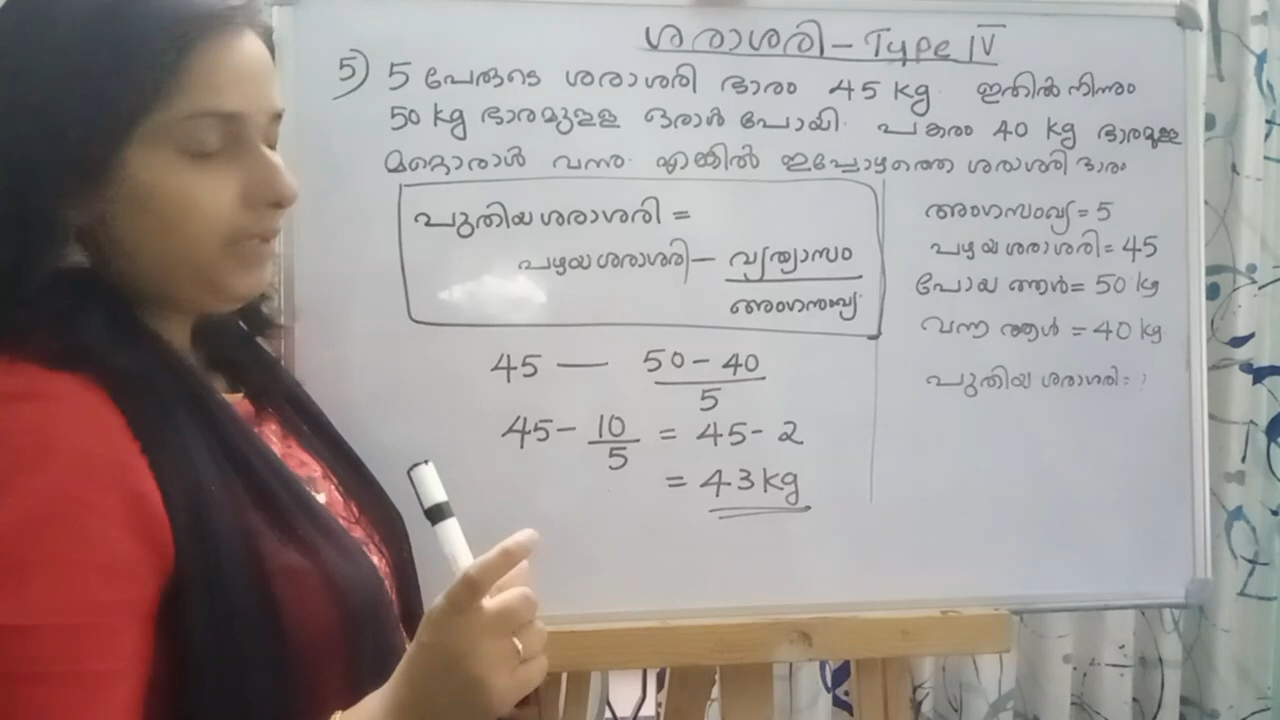 ശരാശരി - Type IV
5) 5 പേരുടെ ശരാശരി ഭാരം 45 kg. ഇതിൽ നിന്നും
50 kg ഭാരമുള്ള ഒരാൾ പോയി. പകരം 40 kg ഭാരമുള്ള
മറ്റൊരാൾ വന്നു. എങ്കിൽ ഇപ്പോഴത്തെ ശരാശരി ഭാരം
പുതിയ ശരാശരി =
പഴയ ശരാശരി - വ്യത്യാസം
അംഗസംഖ്യ
45 — 50 - 40
5
45 - 10 = 45 - 2
5
= 43 kg
അംഗസംഖ്യ = 5
പഴയ ശരാശരി = 45
പോയ ആൾ = 50 kg
വന്ന ആൾ = 40 kg
പുതിയ ശരാശരി = ?